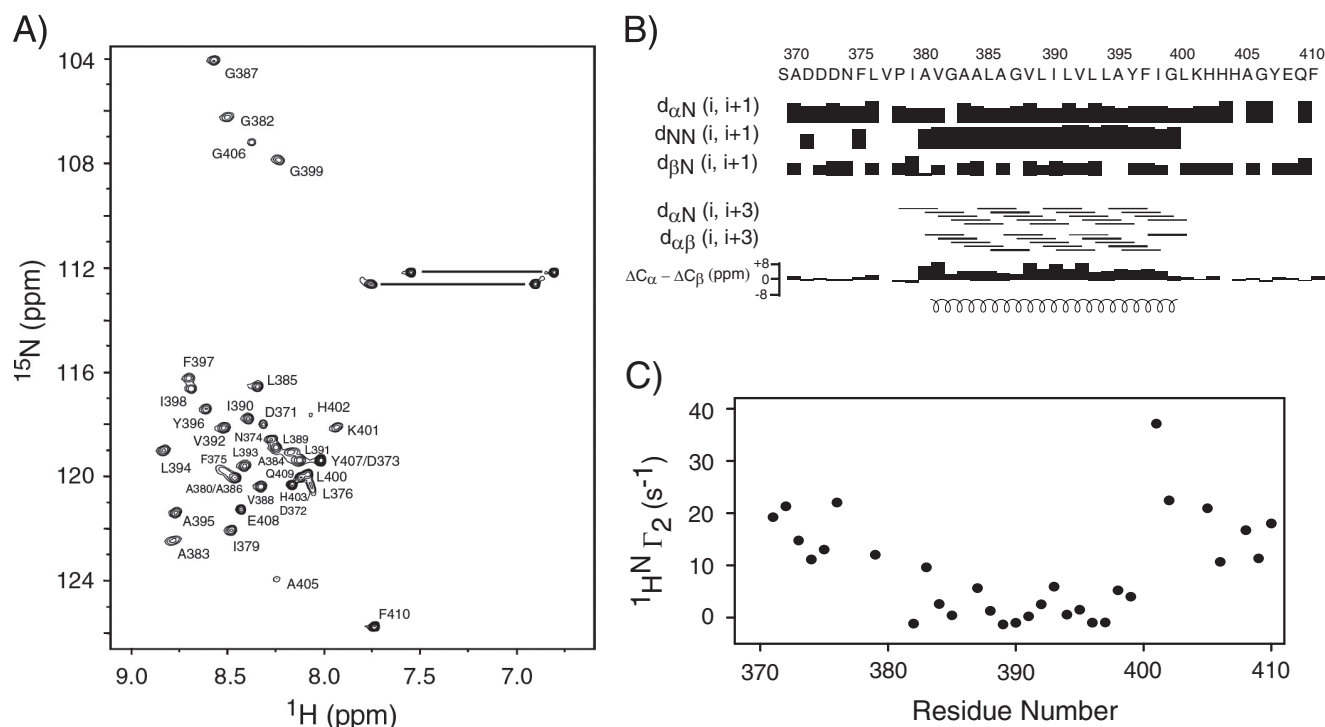 A)
104
108
112
116
120
124
15N (ppm)
9.0 8.5 8.0 7.5 7.0
1H (ppm)
G387
G382
G406
G399
F397
L385
I398
I390
H402
D371
Y396
K401
V392
N374
L389
L393
L391
L394
F375
A384
Y407/D373
Q409
L400
A380/A386
H403/
D372
L376
V388
A395
E408
A383
I379
A405
F410
B)
370 375 380 385 390 395 400 405 410
SADDDNFLVPIAVGAALAGVLILVLLAYFIGLKHHHAGYEQF
dαN (i, i+1)
dNN (i, i+1)
dβN (i, i+1)
dαN (i, i+3)
dαβ (i, i+3)
ΔCα – ΔCβ (ppm)
+8
0
-8
C)
40
30
20
10
0
1HN Γ2 (s-1)
370 380 390 400 410
Residue Number